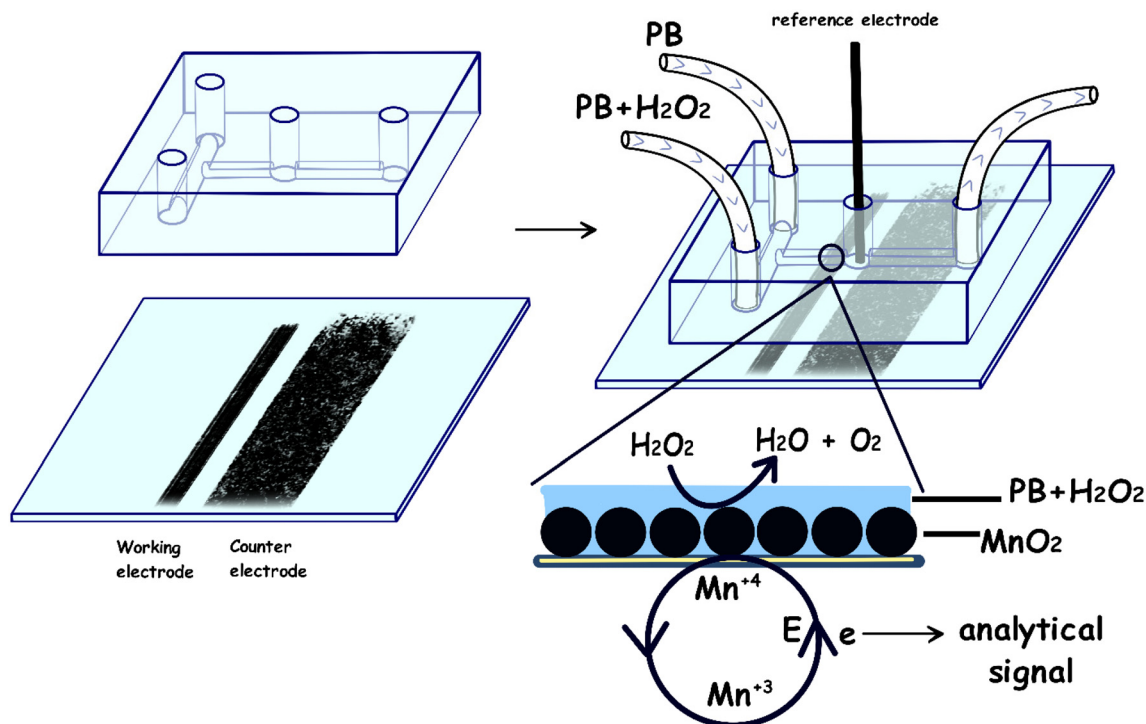 reference electrode
PB
PB+H2O2
Working
electrode
Counter
electrode
H2O2
H2O + O2
PB+H2O2
MnO2
Mn+4
E
e
analytical
signal
Mn+3